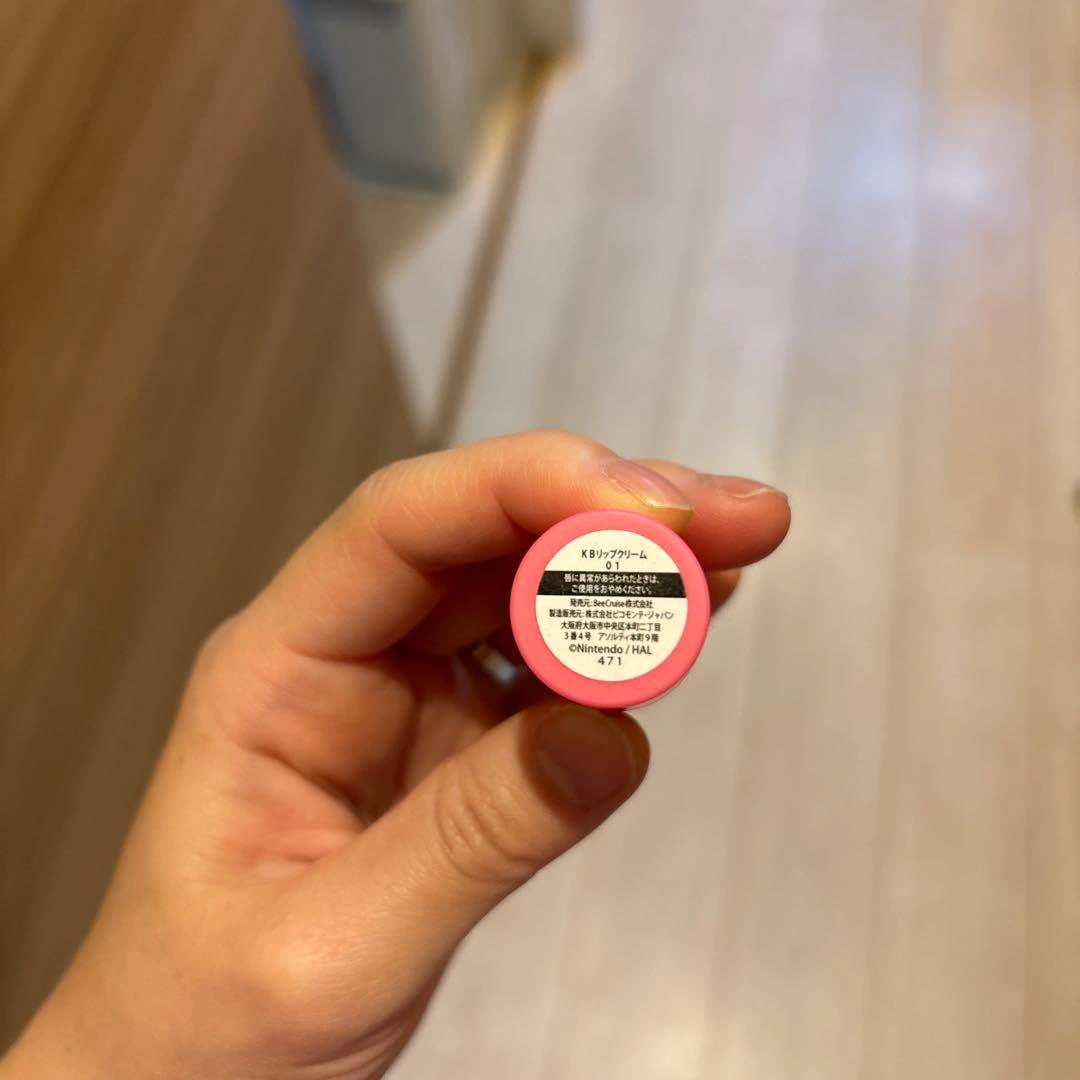 KBリップクリーム
01
唇に異常があらわれたときは、
ご使用をおやめください。
発売元:BeeCruise株式会社
製造販売元:株式会社ピコモンテ・ジャパン
大阪府大阪市中央区本町二丁目
3番4号 アソルティ本町9階
©Nintendo / HAL
471